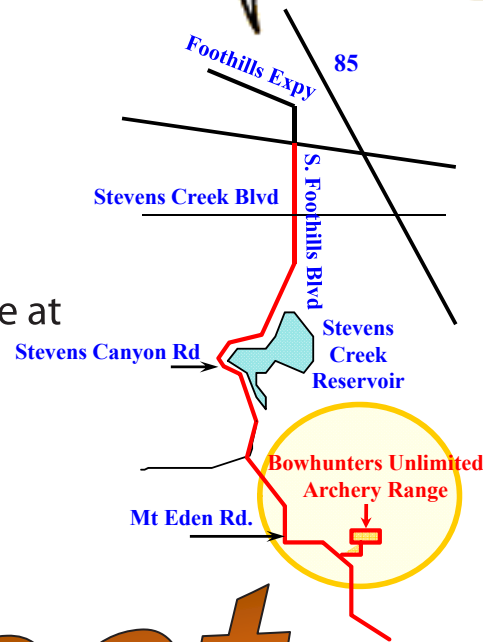 Foothills Expy
85
S. Foothills Blvd
Stevens Creek Blvd
e at
Stevens Canyon Rd
Stevens
Creek
Reservoir
Bowhunters Unlimited
Archery Range
Mt Eden Rd.